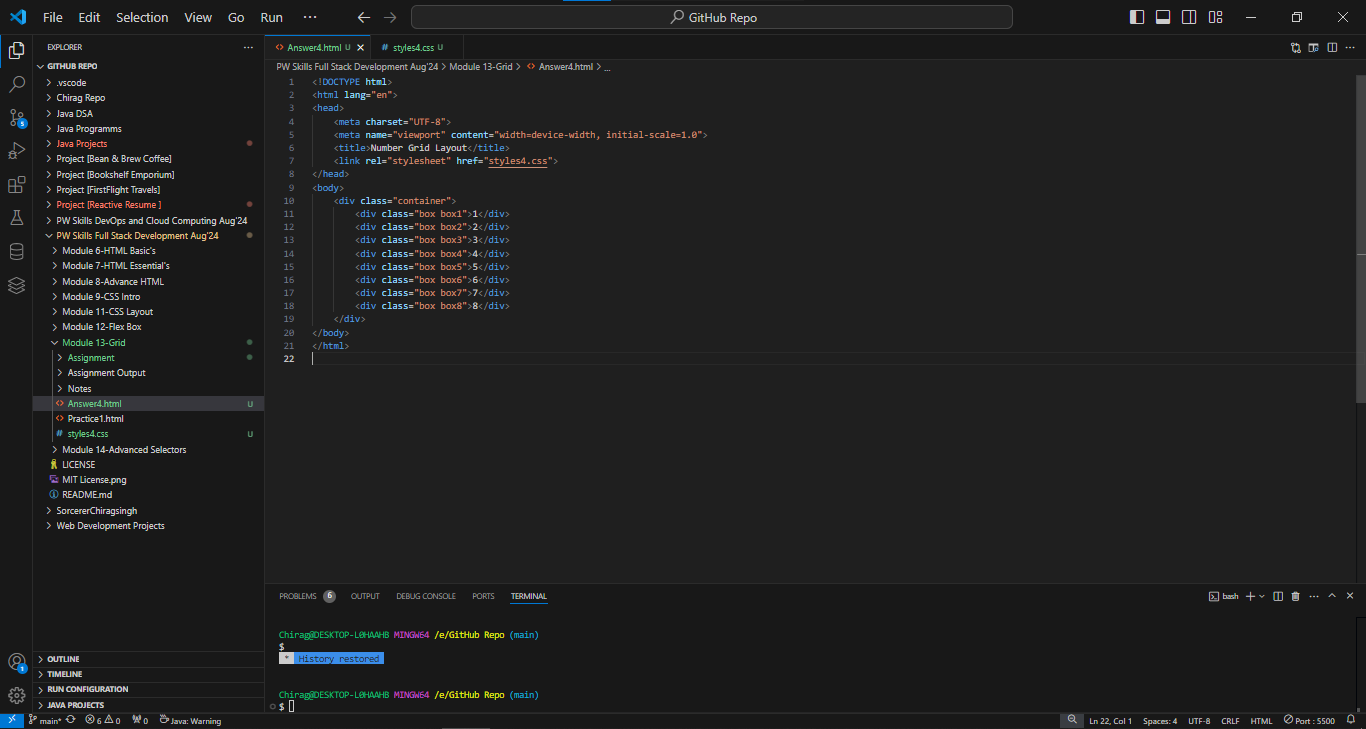 File Edit Selection View Go Run ··· GitHub Repo
EXPLORER ···
GITHUB REPO
.vscode
Chirag Repo
Java DSA
Java Programms
Java Projects
Project [Bean & Brew Coffee]
Project [Bookshelf Emporium]
Project [FirstFlight Travels]
Project [Reactive Resume ]
PW Skills DevOps and Cloud Computing Aug'24
PW Skills Full Stack Development Aug'24
Module 6-HTML Basic's
Module 7-HTML Essential's
Module 8-Advance HTML
Module 9-CSS Intro
Module 11-CSS Layout
Module 12-Flex Box
Module 13-Grid
Assignment
Assignment Output
Notes
Answer4.html U
Practice1.html
styles4.css U
Module 14-Advanced Selectors
LICENSE
MIT License.png
README.md
SorcererChiragsingh
Web Development Projects
OUTLINE
TIMELINE
RUN CONFIGURATION
JAVA PROJECTS
Answer4.html U styles4.css U
PW Skills Full Stack Development Aug'24 > Module 13-Grid > Answer4.html > ...
1 <!DOCTYPE html>
2 <html lang="en">
3 <head>
4 <meta charset="UTF-8">
5 <meta name="viewport" content="width=device-width, initial-scale=1.0">
6 <title>Number Grid Layout</title>
7 <link rel="stylesheet" href="styles4.css">
8 </head>
9 <body>
10 <div class="container">
11 <div class="box box1">1</div>
12 <div class="box box2">2</div>
13 <div class="box box3">3</div>
14 <div class="box box4">4</div>
15 <div class="box box5">5</div>
16 <div class="box box6">6</div>
17 <div class="box box7">7</div>
18 <div class="box box8">8</div>
19 </div>
20 </body>
21 </html>
22
PROBLEMS 6 OUTPUT DEBUG CONSOLE PORTS TERMINAL bash
Chirag@DESKTOP-L0HAAHB MINGW64 /e/GitHub Repo (main)
$
* History restored
Chirag@DESKTOP-L0HAAHB MINGW64 /e/GitHub Repo (main)
$
main* 6 0 0 Java: Warning Ln 22, Col 1 Spaces: 4 UTF-8 CRLF HTML Port : 5500